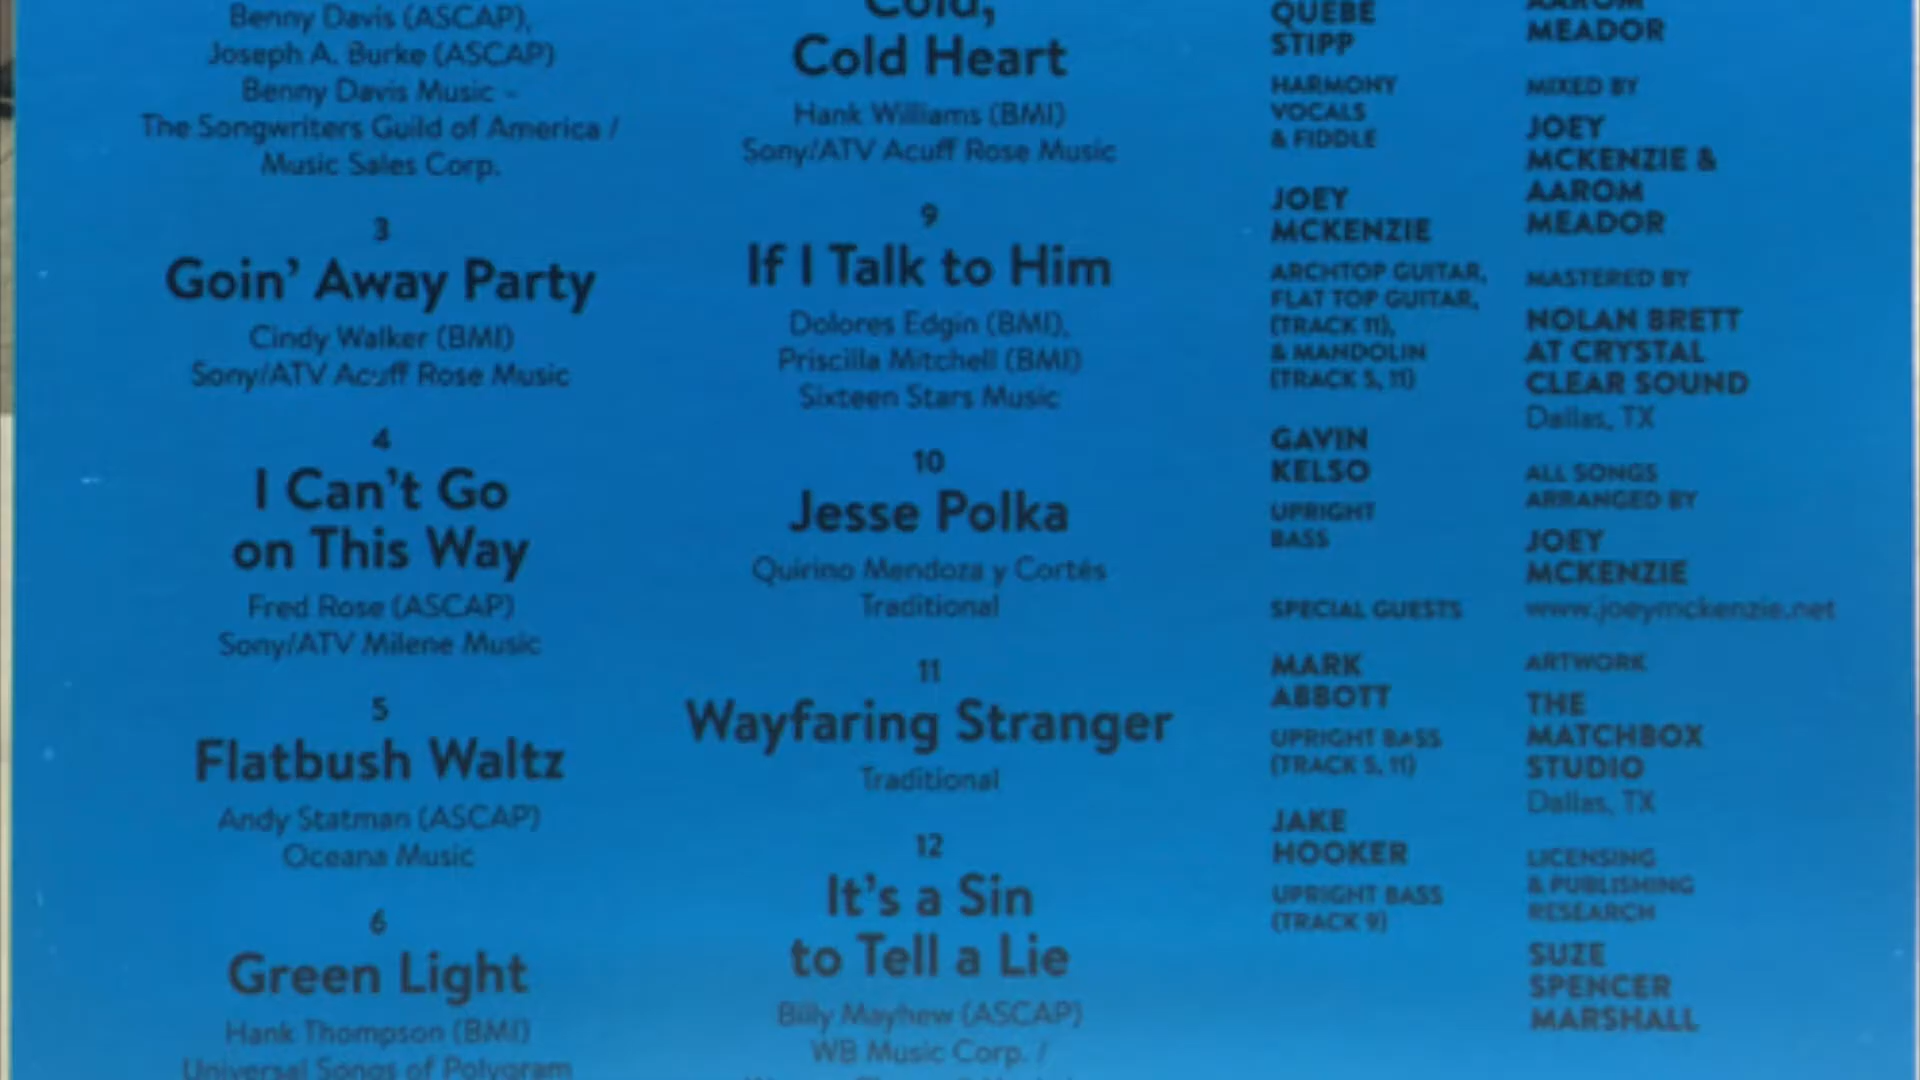 Benny Davis (ASCAP),
Joseph A. Burke (ASCAP)
Benny Davis Music -
The Songwriters Guild of America /
Music Sales Corp.
3
Goin' Away Party
Cindy Walker (BMI)
Sony/ATV Acuff Rose Music
4
I Can't Go
on This Way
Fred Rose (ASCAP)
Sony/ATV Milene Music
5
Flatbush Waltz
Andy Statman (ASCAP)
Oceana Music
6
Green Light
Hank Thompson (BMI)
Universal Songs of Polygram
Cold,
Cold Heart
Hank Williams (BMI)
Sony/ATV Acuff Rose Music
9
If I Talk to Him
Dolores Edgin (BMI),
Priscilla Mitchell (BMI)
Sixteen Stars Music
10
Jesse Polka
Quirino Mendoza y Cortés
Traditional
11
Wayfaring Stranger
Traditional
12
It's a Sin
to Tell a Lie
Billy Mayhew (ASCAP)
WB Music Corp. /
QUEBE
STIPP
HARMONY
VOCALS
& FIDDLE
JOEY
MCKENZIE
ARCHTOP GUITAR,
FLAT TOP GUITAR,
(TRACK 11),
& MANDOLIN
(TRACK 5, 11)
GAVIN
KELSO
UPRIGHT
BASS
SPECIAL GUESTS
MARK
ABBOTT
UPRIGHT BASS
(TRACK 5, 11)
JAKE
HOOKER
UPRIGHT BASS
(TRACK 9)
AAROM
MEADOR
MIXED BY
JOEY
MCKENZIE &
AAROM
MEADOR
MASTERED BY
NOLAN BRETT
AT CRYSTAL
CLEAR SOUND
Dallas, TX
ALL SONGS
ARRANGED BY
JOEY
MCKENZIE
www.joeymckenzie.net
ARTWORK
THE
MATCHBOX
STUDIO
Dallas, TX
LICENSING
& PUBLISHING
RESEARCH
SUZE
SPENCER
MARSHALL